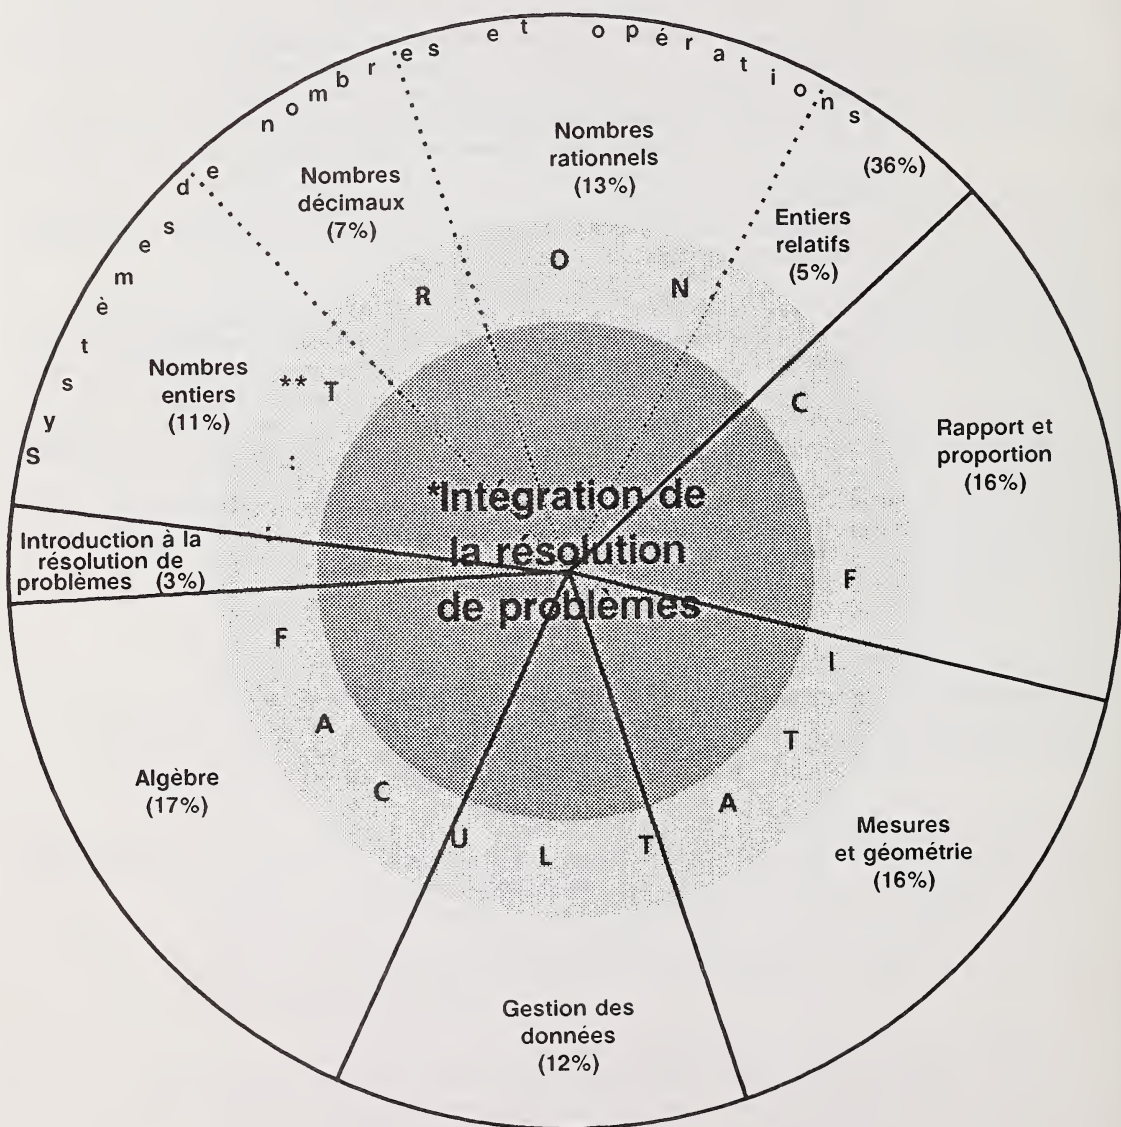 Systèmes de nombres et opérations
(36%)
Nombres
rationnels
(13%)
Nombres
décimaux
(7%)
Entiers
relatifs
(5%)
Nombres
entiers
(11%)
Rapport et
proportion
(16%)
Introduction à la
résolution de
problèmes (3%)
*Intégration de
la résolution
de problèmes
** TRONC
FACULTATIF
Algèbre
(17%)
Mesures
et géométrie
(16%)
Gestion des
données
(12%)